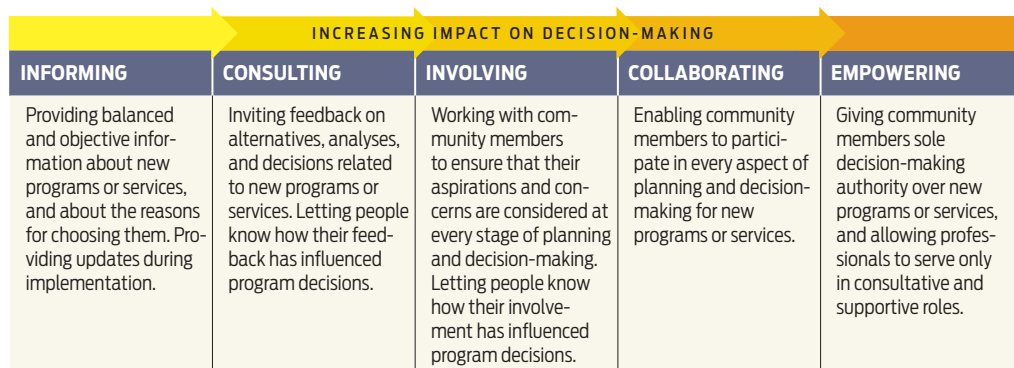 INCREASING IMPACT ON DECISION-MAKING
INFORMING
Providing balanced
and objective infor-
mation about new
programs or services,
and about the reasons
for choosing them. Pro-
viding updates during
implementation.
CONSULTING
Inviting feedback on
alternatives, analyses,
and decisions related
to new programs or
services. Letting people
know how their feed-
back has influenced
program decisions.
INVOLVING
Working with com-
munity members
to ensure that their
aspirations and con-
cerns are considered at
every stage of planning
and decision-making.
Letting people know
how their involve-
ment has influenced
program decisions.
COLLABORATING
Enabling community
members to partici-
pate in every aspect of
planning and decision-
making for new
programs or services.
EMPOWERING
Giving community
members sole
decision-making
authority over new
programs or services,
and allowing profes-
sionals to serve only
in consultative and
supportive roles.